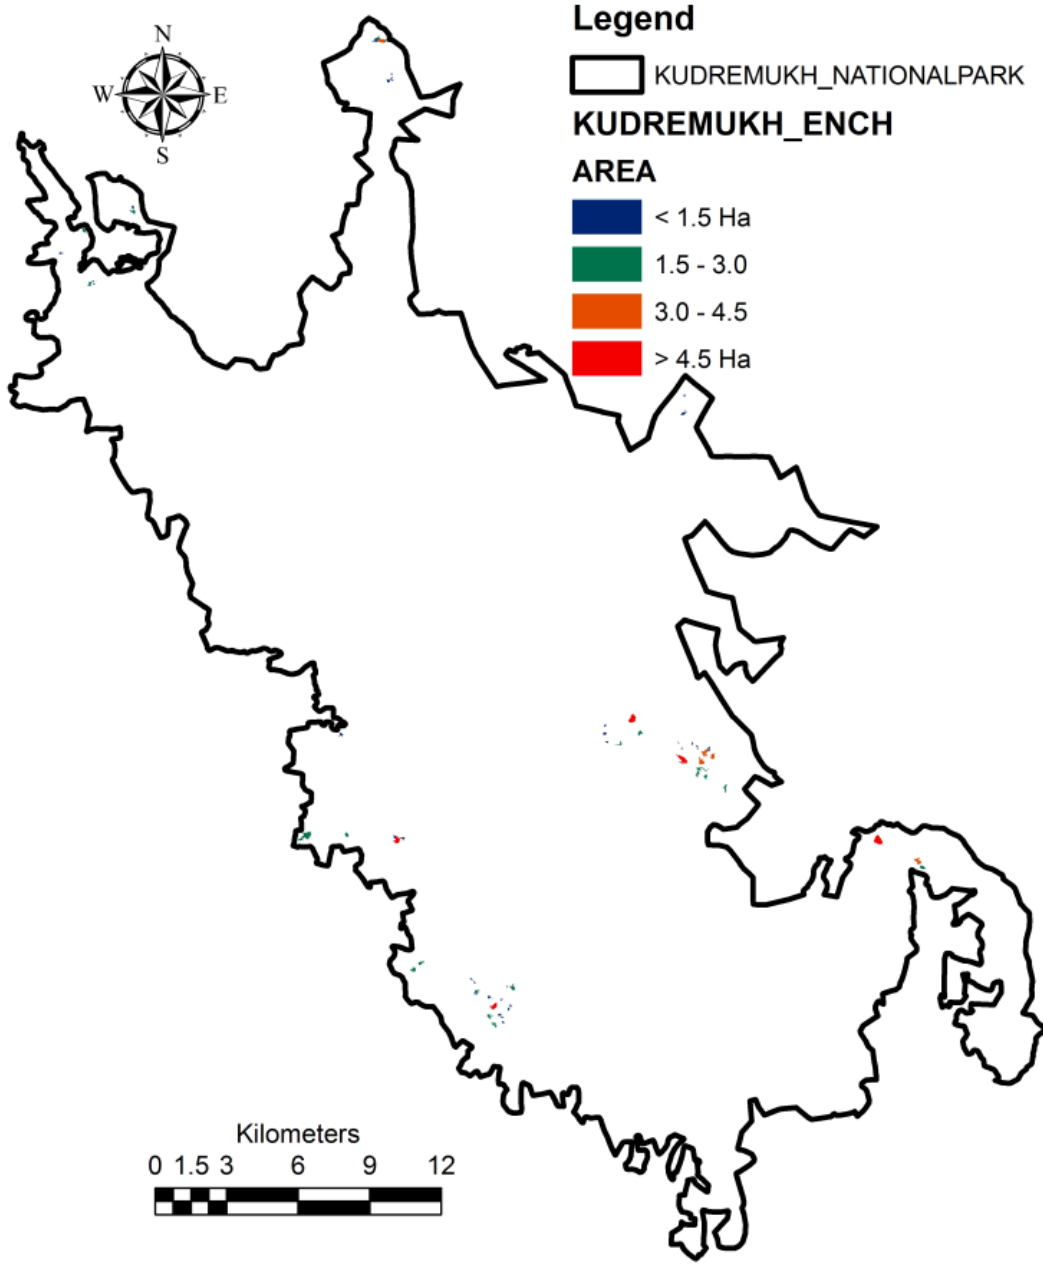 Legend
N
W E
S
KUDREMUKH_NATIONALPARK
KUDREMUKH_ENCH
AREA
< 1.5 Ha
1.5 - 3.0
3.0 - 4.5
> 4.5 Ha
Kilometers
0 1.5 3 6 9 12